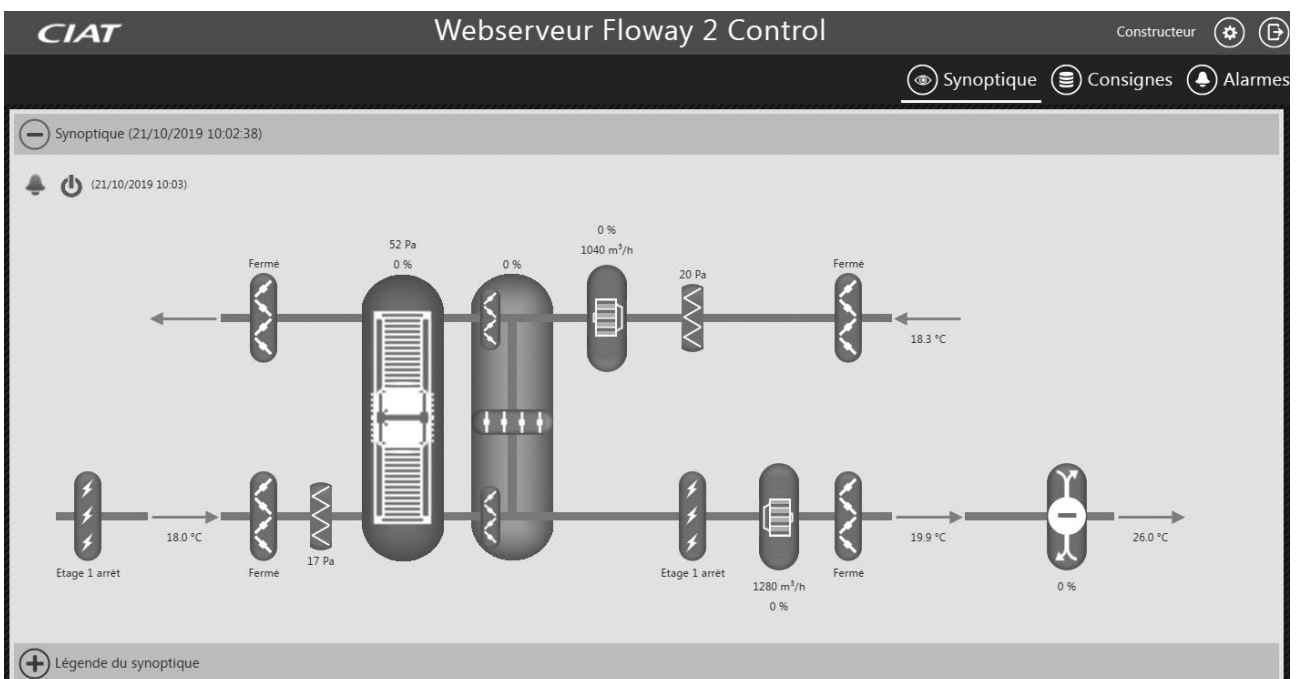 CIAT
Webserveur Floway 2 Control
Constructeur
Synoptique
Consignes
Alarmes
Synoptique (21/10/2019 10:02:38)
(21/10/2019 10:03)
0 %
1040 m³/h
52 Pa
0 %
0 %
Fermé
20 Pa
Fermé
18.3 °C
18.0 °C
17 Pa
19.9 °C
26.0 °C
Etage 1 arrêt
Fermé
Etage 1 arrêt
1280 m³/h
0 %
Fermé
0 %
Légende du synoptique